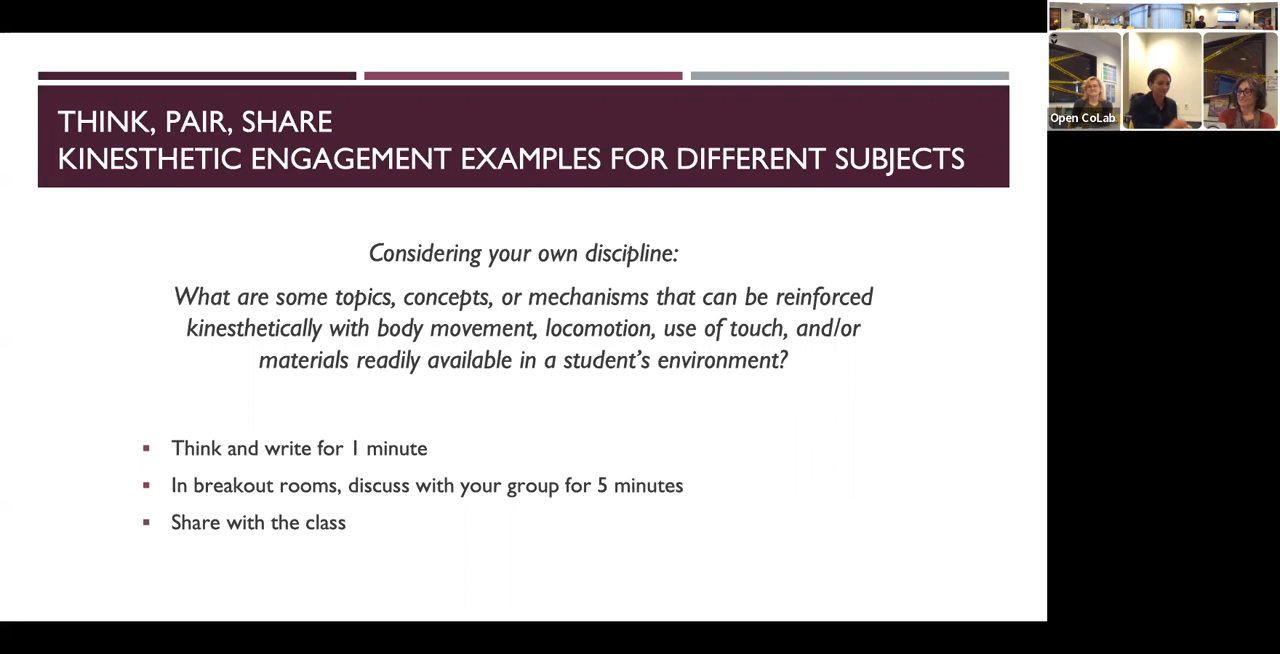 THINK, PAIR, SHARE
KINESTHETIC ENGAGEMENT EXAMPLES FOR DIFFERENT SUBJECTS
Considering your own discipline:
What are some topics, concepts, or mechanisms that can be reinforced
kinesthetically with body movement, locomotion, use of touch, and/or
materials readily available in a student's environment?
▪ Think and write for 1 minute
▪ In breakout rooms, discuss with your group for 5 minutes
▪ Share with the class
Open CoLab